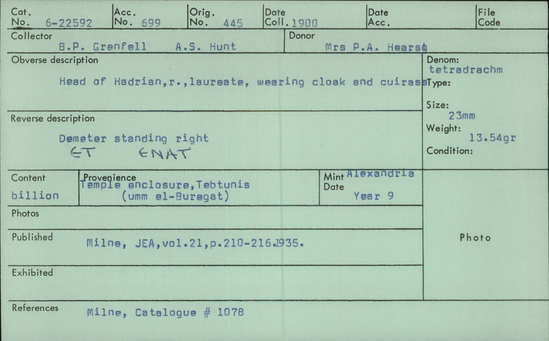 Cat. No. 6-22592 Acc. No. 699 Orig. No. 445 Date Coll. 1900 Date Acc. File Code
Collector Donor
B.P. Grenfell A.S. Hunt Mrs P.A. Hearst
Obverse description Denom: tetradrachm
Head of Hadrian,r.,laureate, wearing cloak and cuirass Type:
Size: 23mm
Reverse description Weight: 13.54gr
Demeter standing right Condition:
ET ENAT
Content Provenience Mint Alexandria
billion Temple enclosure,Tebtunis Date
(umm el-Buragat) Year 9
Photos
Photo
Published Milne, JEA,vol.21,p.210-216.1935.
Exhibited
References Milne, Catalogue # 1078